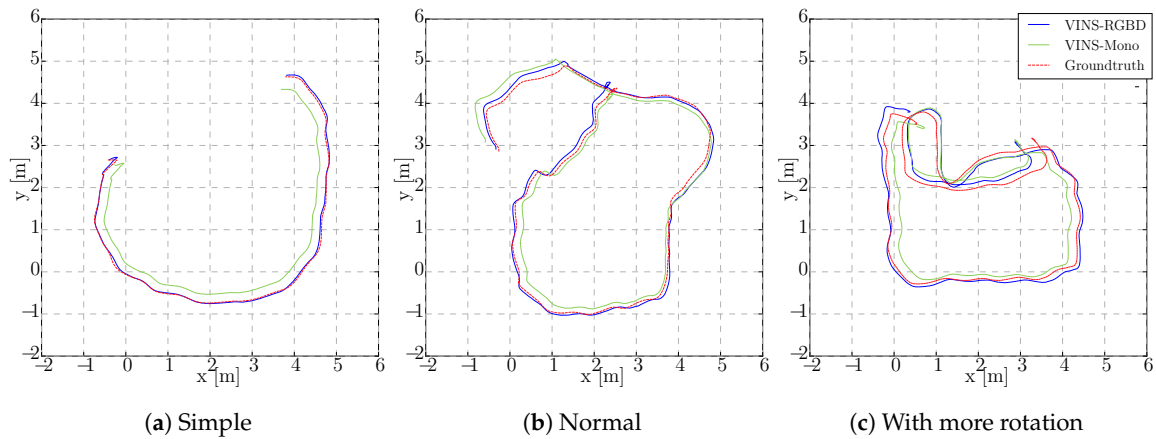 6
5
4
3
2
1
0
−1
−2
y [m]
−2 −1 0 1 2 3 4 5 6
x [m]
(a) Simple
6
5
4
3
2
1
0
−1
−2
y [m]
−2 −1 0 1 2 3 4 5 6
x [m]
(b) Normal
6
5
4
3
2
1
0
−1
−2
y [m]
−2 −1 0 1 2 3 4 5 6
x [m]
VINS-RGBD
VINS-Mono
Groundtruth
(c) With more rotation